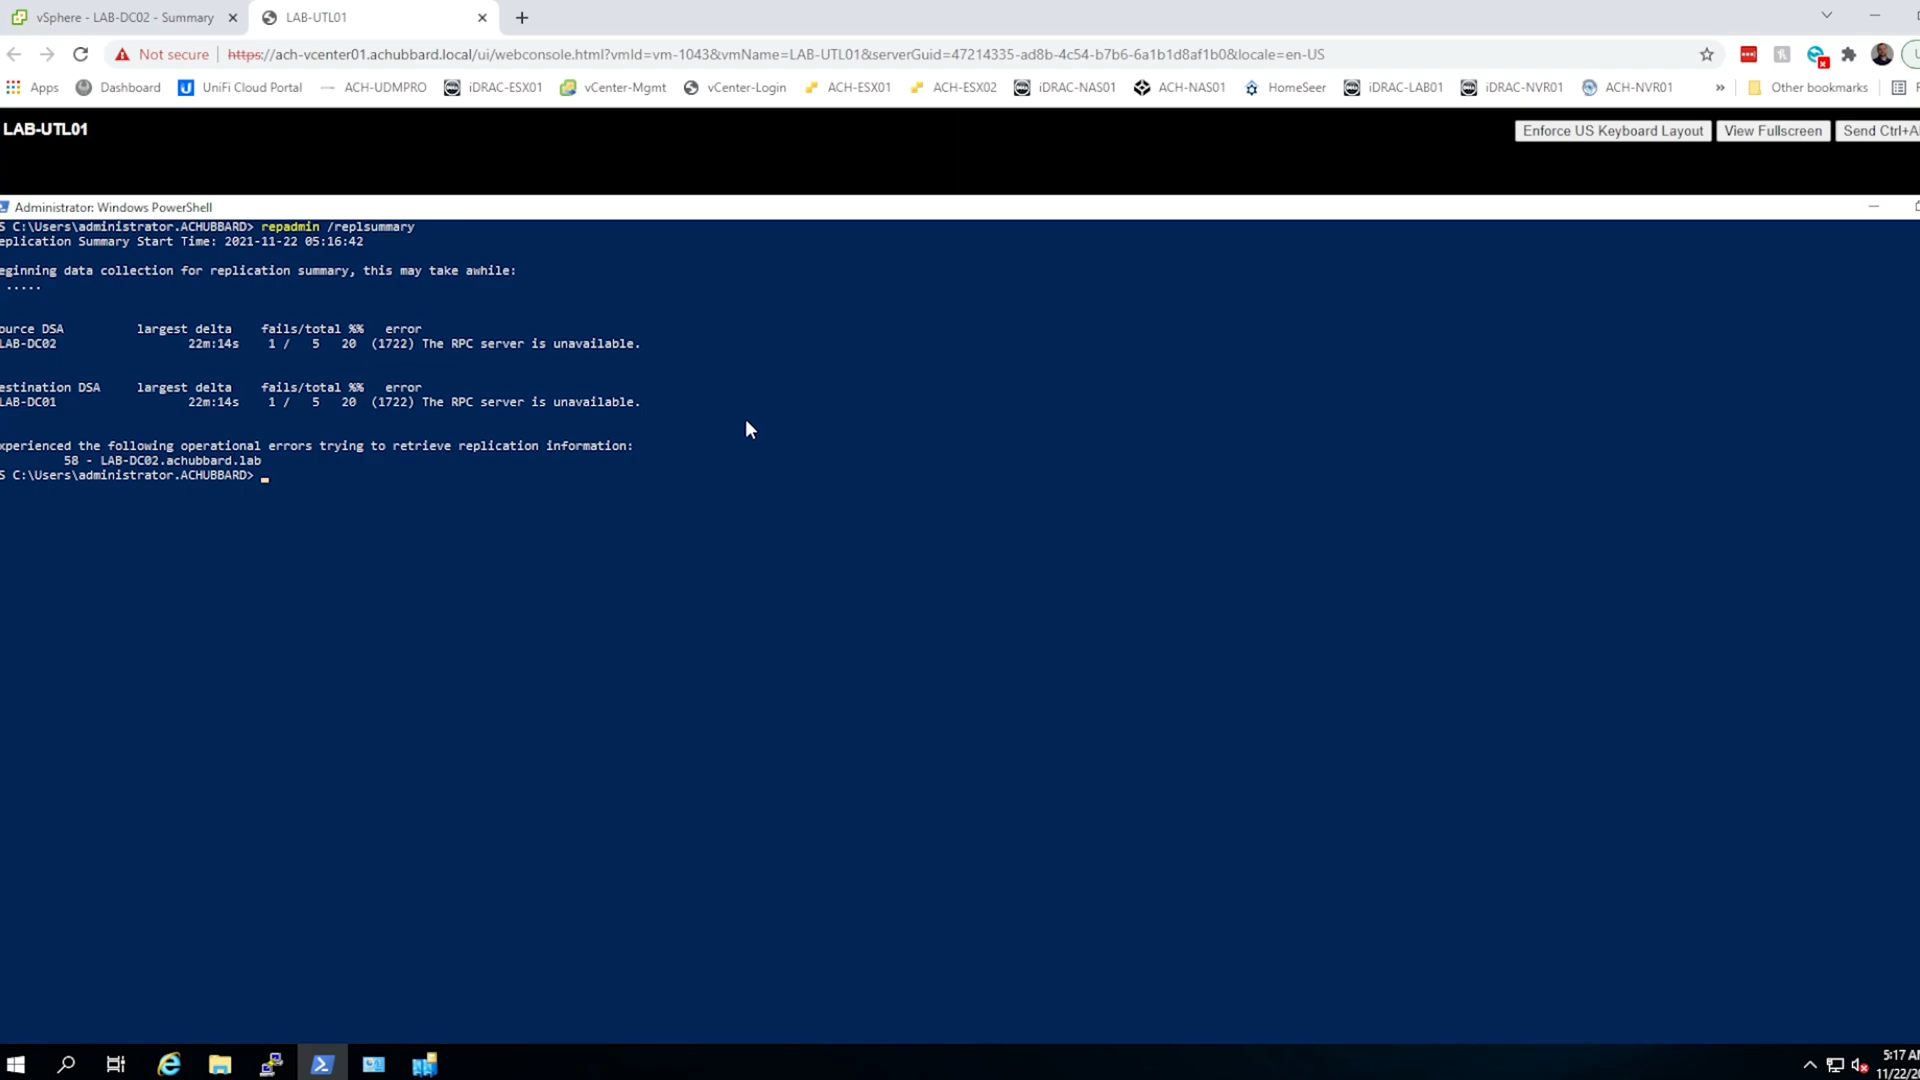 vSphere - LAB-DC02 - Summary
LAB-UTL01
Not secure
https://ach-vcenter01.achubbard.local/ui/webconsole.html?vmId=vm-1043&vmName=LAB-UTL01&serverGuid=47214335-ad8b-4c54-b7b6-6a1b1d8af1b0&locale=en-US
Apps Dashboard UniFi Cloud Portal ACH-UDMPRO iDRAC-ESX01 vCenter-Mgmt vCenter-Login ACH-ESX01 ACH-ESX02 iDRAC-NAS01 ACH-NAS01 HomeSeer iDRAC-LAB01 iDRAC-NVR01 ACH-NVR01 » Other bookmarks
LAB-UTL01
Enforce US Keyboard Layout View Fullscreen Send Ctrl+Al
Administrator: Windows PowerShell
S C:\Users\administrator.ACHUBBARD> repadmin /replsummary
eplication Summary Start Time: 2021-11-22 05:16:42
eginning data collection for replication summary, this may take awhile:
.....
ource DSA largest delta fails/total %% error
LAB-DC02 22m:14s 1 / 5 20 (1722) The RPC server is unavailable.
estination DSA largest delta fails/total %% error
LAB-DC01 22m:14s 1 / 5 20 (1722) The RPC server is unavailable.
xperienced the following operational errors trying to retrieve replication information:
58 - LAB-DC02.achubbard.lab
S C:\Users\administrator.ACHUBBARD>
5:17 AM
11/22/20